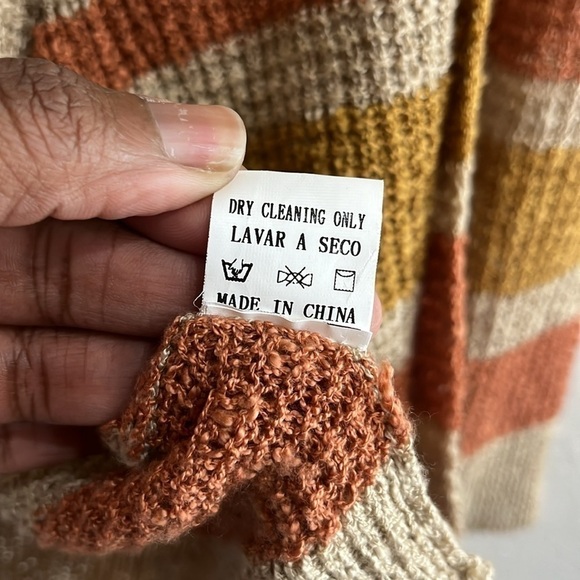 DRY CLEANING ONLY
LAVAR A SECO
MADE IN CHINA